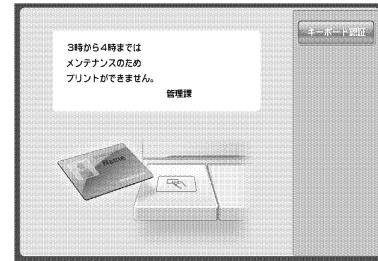 3時から4時までは
メンテナンスのため
プリントができません。
管理課
キーボード認証
Name